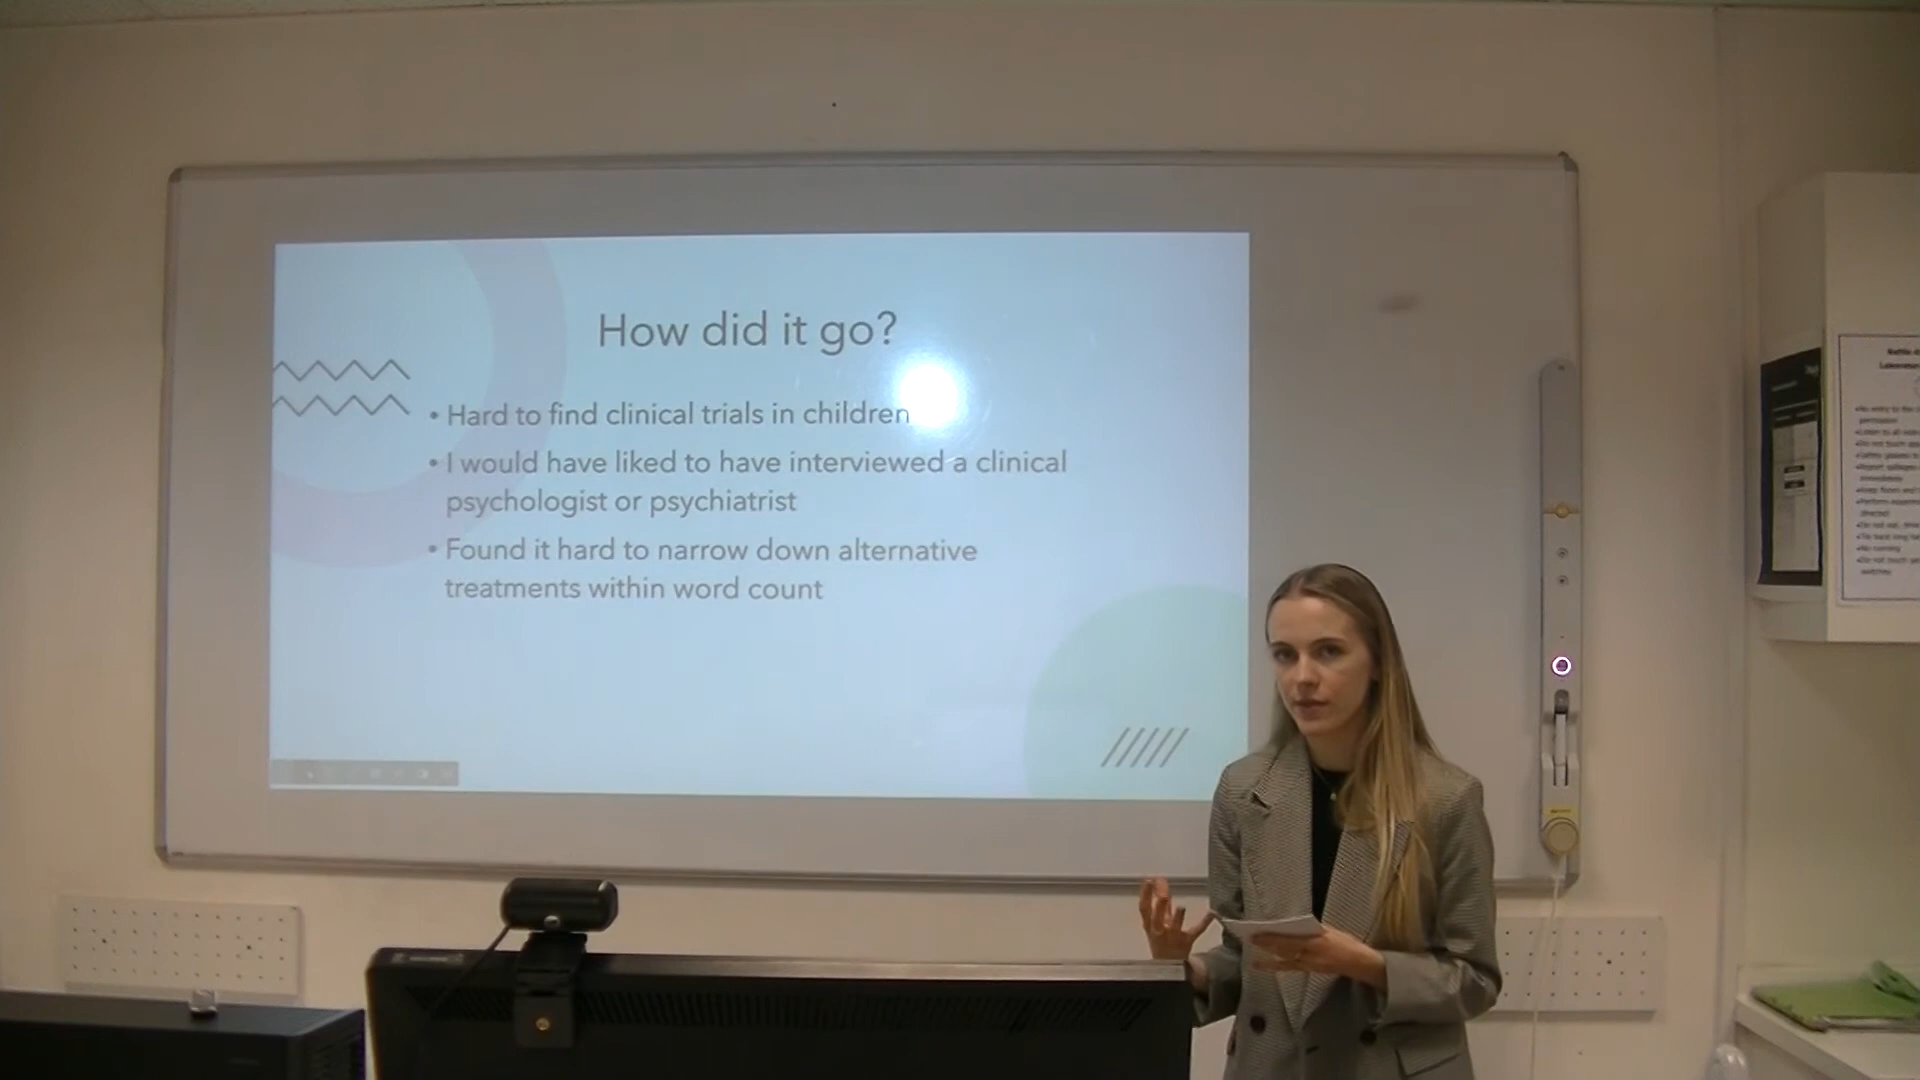 How did it go?
• Hard to find clinical trials in children
• I would have liked to have interviewed a clinical
psychologist or psychiatrist
• Found it hard to narrow down alternative
treatments within word count